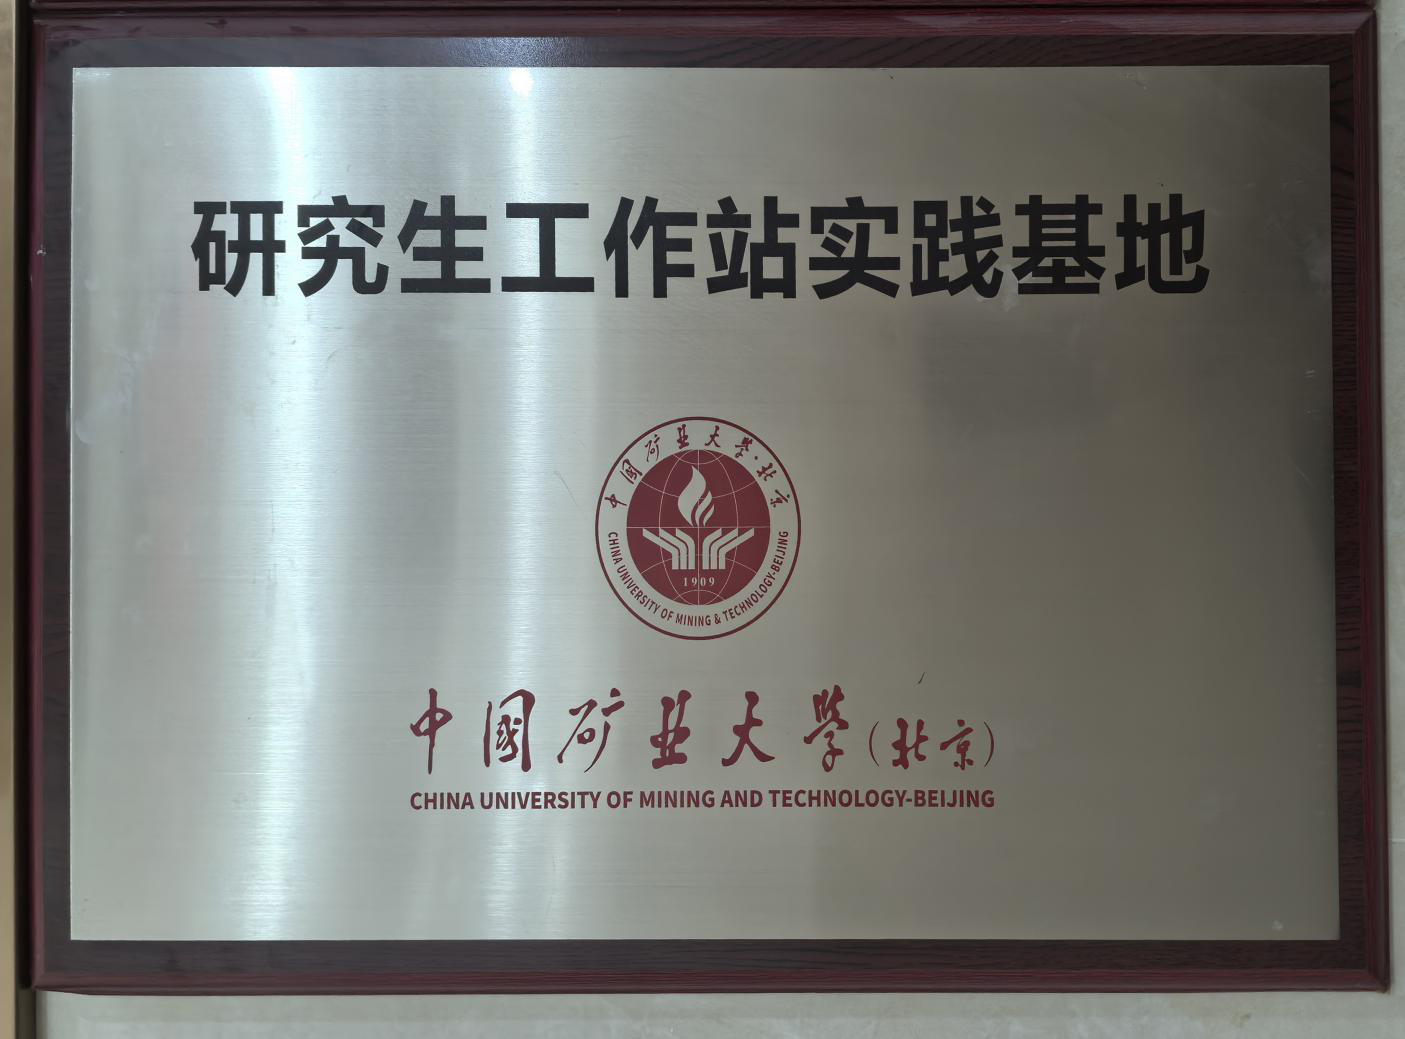 研究生工作站实践基地
中国矿业大学·北京
1909
CHINA UNIVERSITY OF MINING & TECHNOLOGY-BEIJING
中國矿业大學(北京)
CHINA UNIVERSITY OF MINING AND TECHNOLOGY-BEIJING